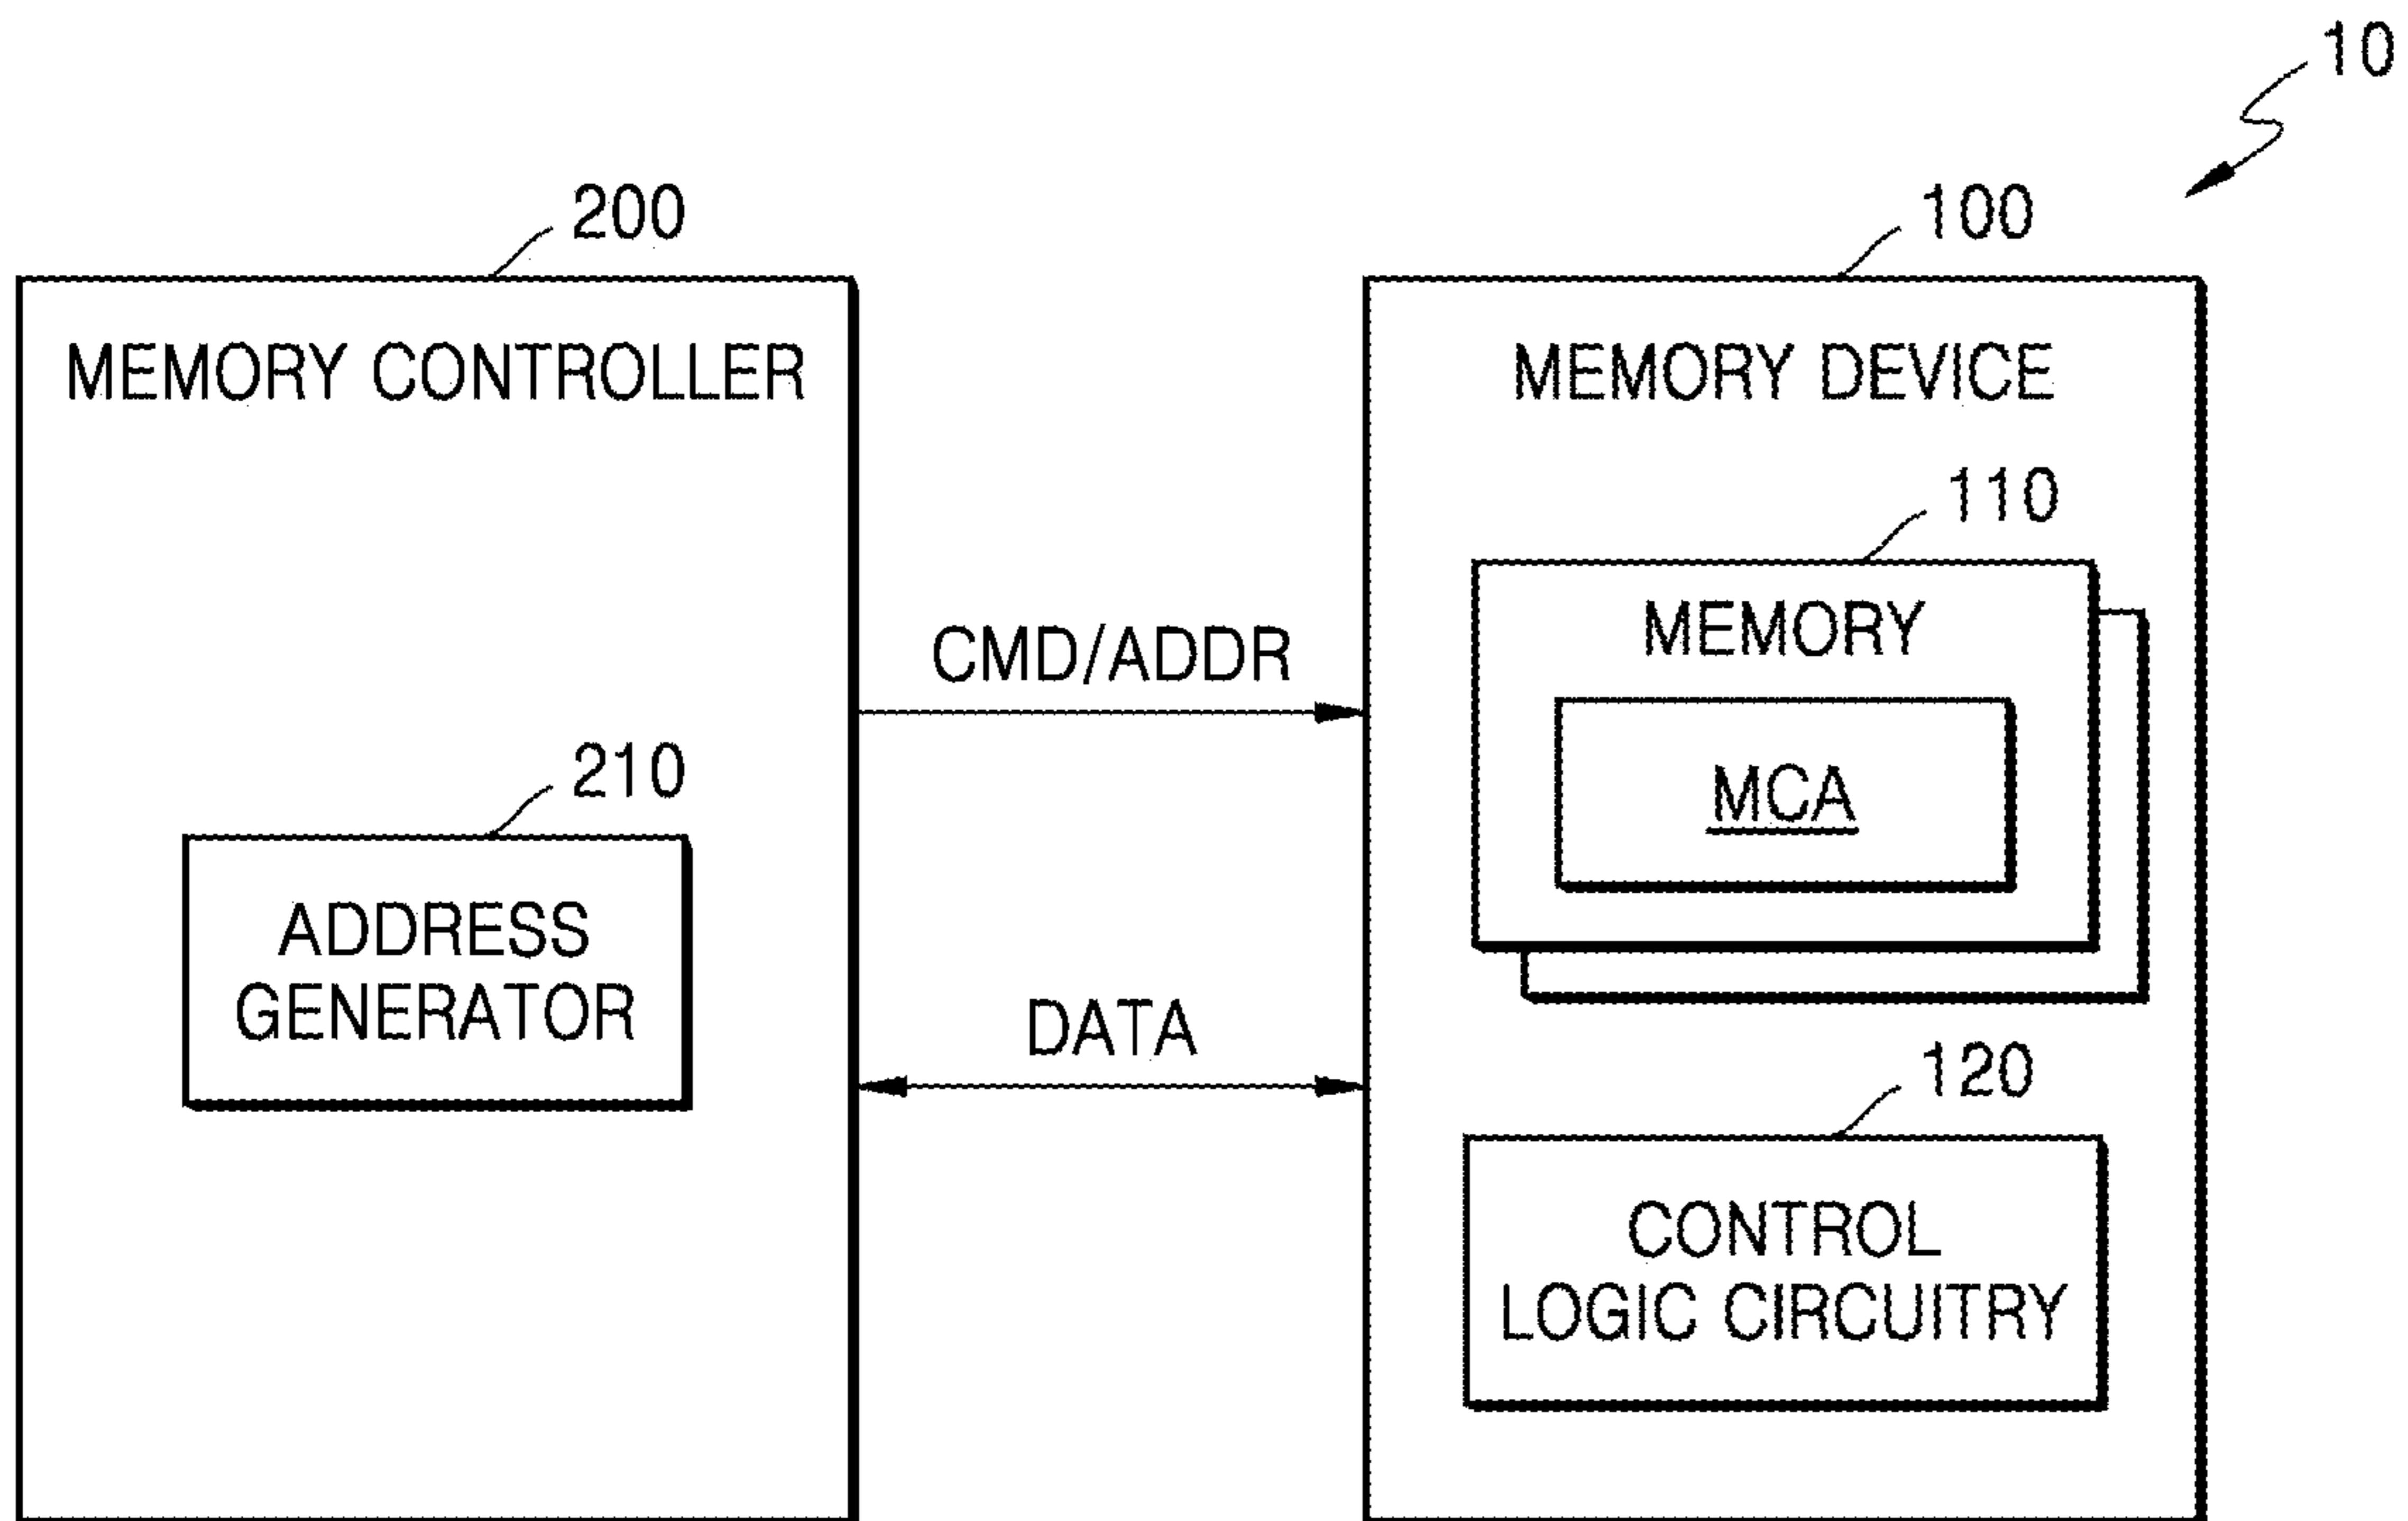 10
200
100
MEMORY CONTROLLER
MEMORY DEVICE
110
MEMORY
CMD/ADDR
MCA
210
ADDRESS
GENERATOR
DATA
120
CONTROL
LOGIC CIRCUITRY